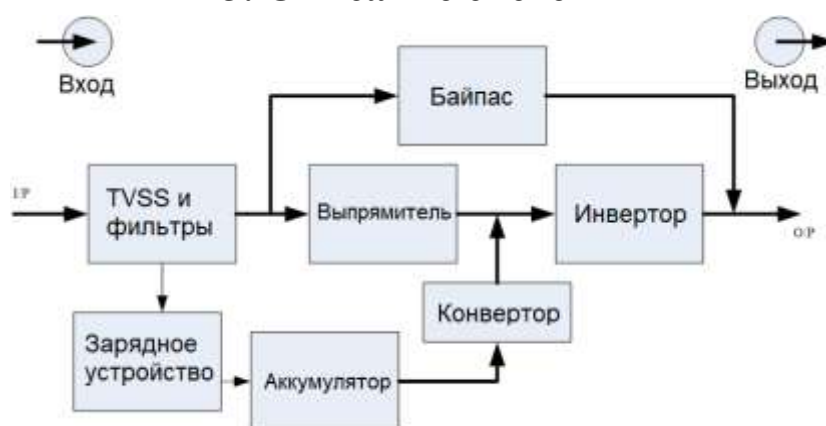 Вход
Выход
Байпас
I/P
TVSS и
фильтры
Выпрямитель
Инвертор
O/P
Конвертор
Зарядное
устройство
Аккумулятор